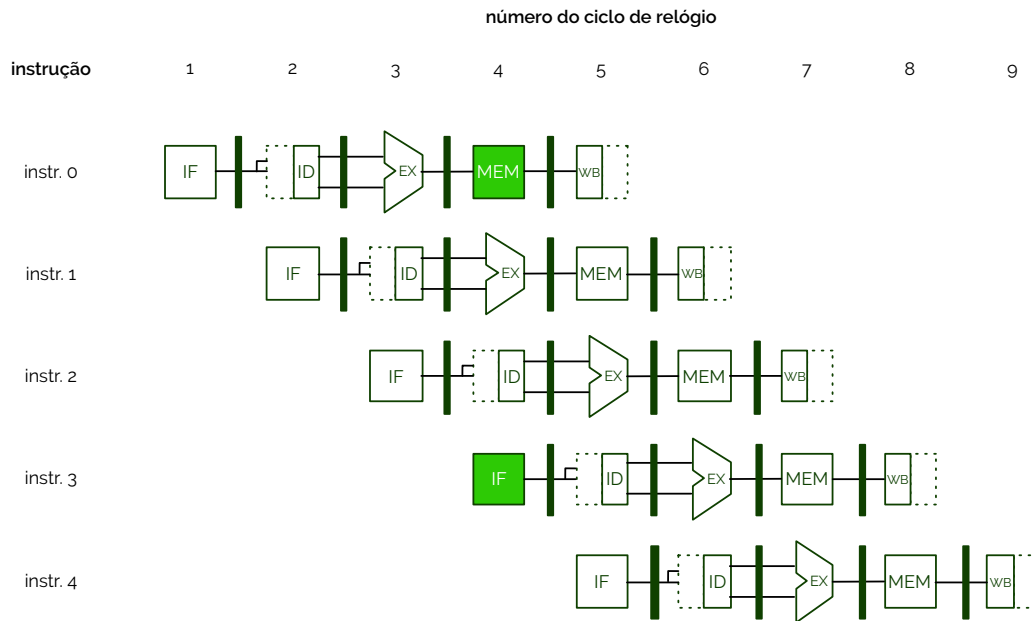 número do ciclo de relógio
instrução 1 2 3 4 5 6 7 8 9
instr. 0 IF ID EX MEM WB
instr. 1 IF ID EX MEM WB
instr. 2 IF ID EX MEM WB
instr. 3 IF ID EX MEM WB
instr. 4 IF ID EX MEM WB